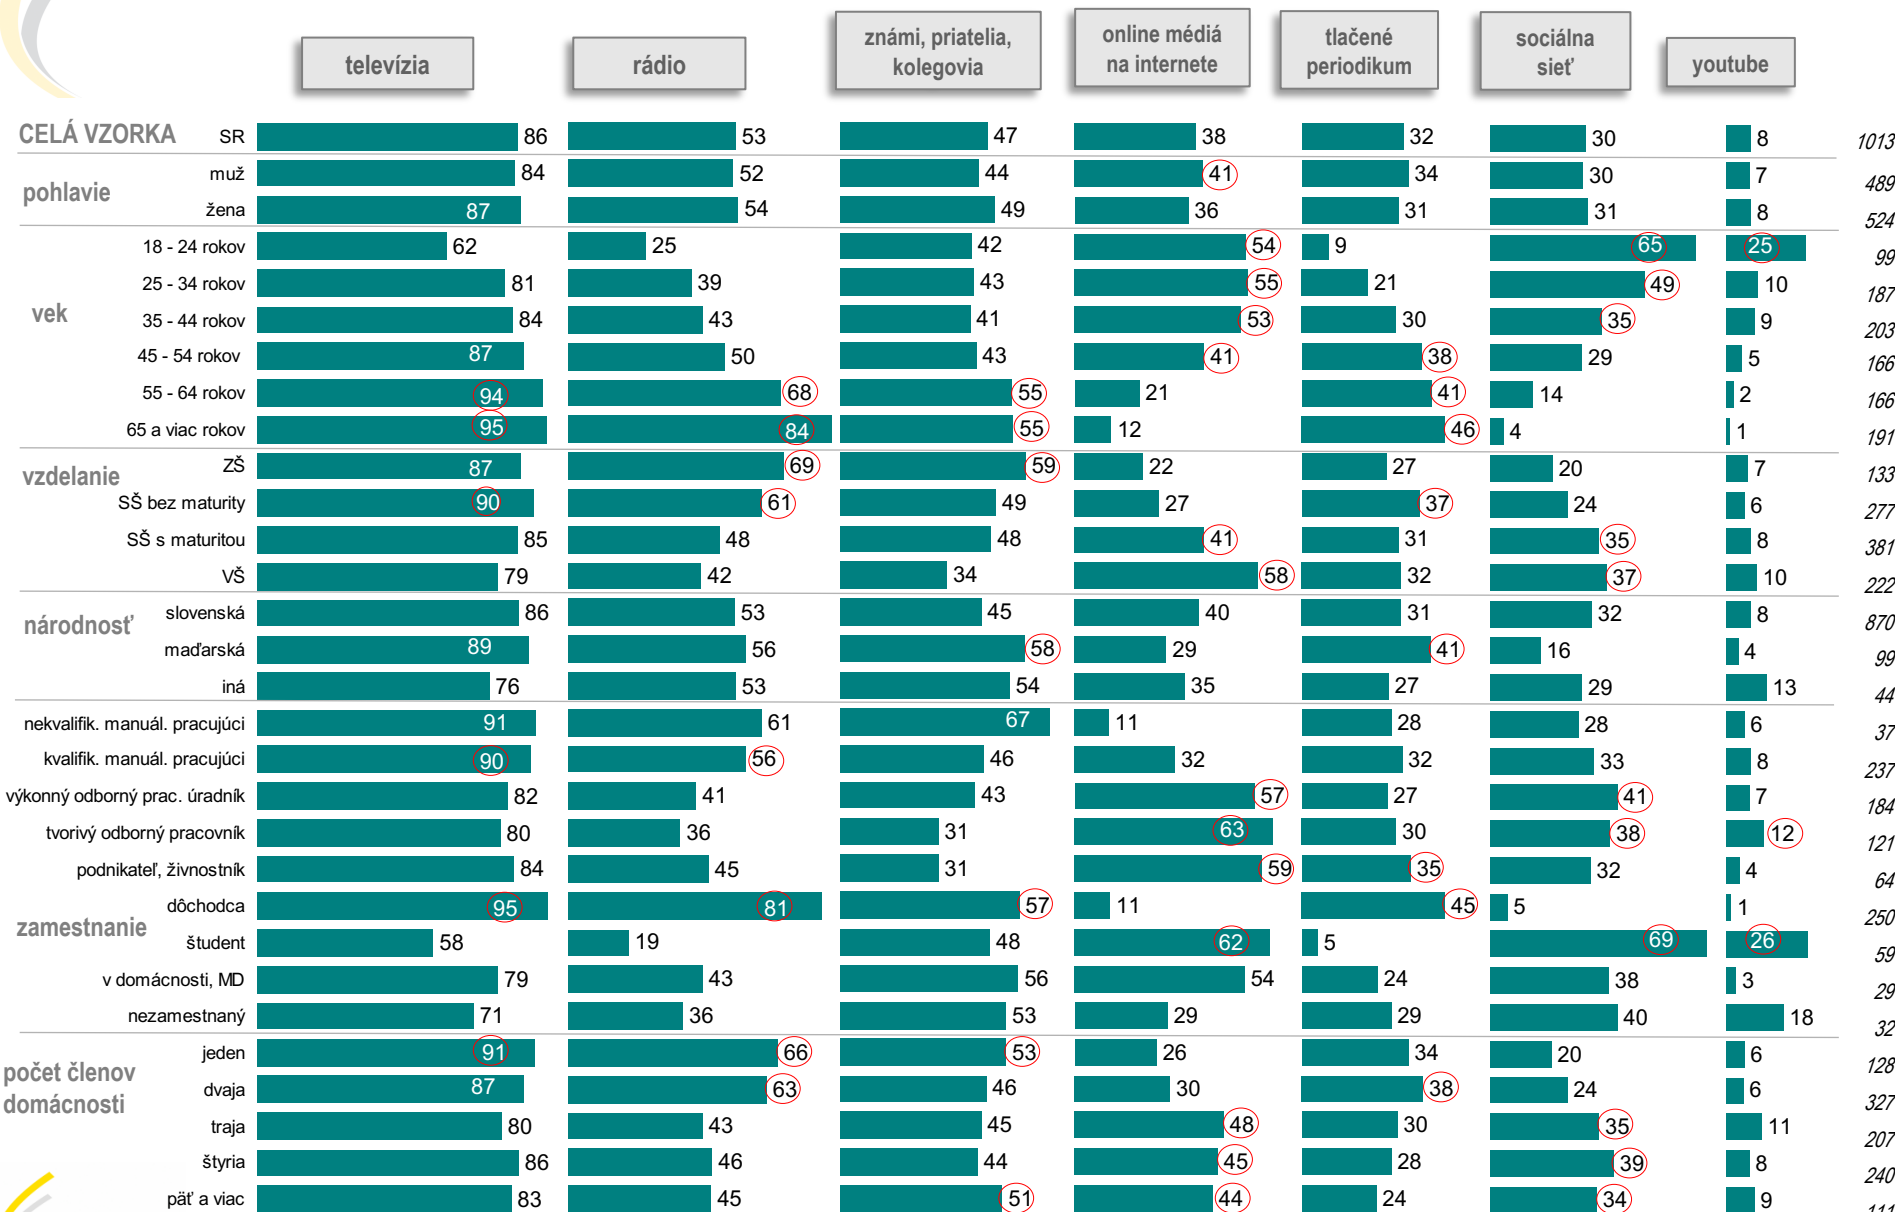 televízia rádio známi, priatelia, kolegovia online médiá na internete tlačené periodikum sociálna sieť youtube
CELÁ VZORKA SR 86 53 47 38 32 30 8 1013
pohlavie
muž 84 52 44 41 34 30 7 489
žena 87 54 49 36 31 31 8 524
vek
18 - 24 rokov 62 25 42 54 9 65 25 99
25 - 34 rokov 81 39 43 55 21 49 10 187
35 - 44 rokov 84 43 41 53 30 35 9 203
45 - 54 rokov 87 50 43 41 38 29 5 166
55 - 64 rokov 94 68 55 21 41 14 2 166
65 a viac rokov 95 84 55 12 46 4 1 191
vzdelanie
ZŠ 87 69 59 22 27 20 7 133
SŠ bez maturity 90 61 49 27 37 24 6 277
SŠ s maturitou 85 48 48 41 31 35 8 381
VŠ 79 42 34 58 32 37 10 222
národnosť
slovenská 86 53 45 40 31 32 8 870
maďarská 89 56 58 29 41 16 4 99
iná 76 53 54 35 27 29 13 44
zamestnanie
nekvalifik. manuál. pracujúci 91 61 67 11 28 28 6 37
kvalifik. manuál. pracujúci 90 56 46 32 32 33 8 237
výkonný odborný prac. úradník 82 41 43 57 27 41 7 184
tvorivý odborný pracovník 80 36 31 63 30 38 12 121
podnikateľ, živnostník 84 45 31 59 35 32 4 64
dôchodca 95 81 57 11 45 5 1 250
študent 58 19 48 62 5 69 26 59
v domácnosti, MD 79 43 56 54 24 38 3 29
nezamestnaný 71 36 53 29 29 40 18 32
počet členov domácnosti
jeden 91 66 53 26 34 20 6 128
dvaja 87 63 46 30 38 24 6 327
traja 80 43 45 48 30 35 11 207
štyria 86 46 44 45 28 39 8 240
päť a viac 83 45 51 44 24 34 9